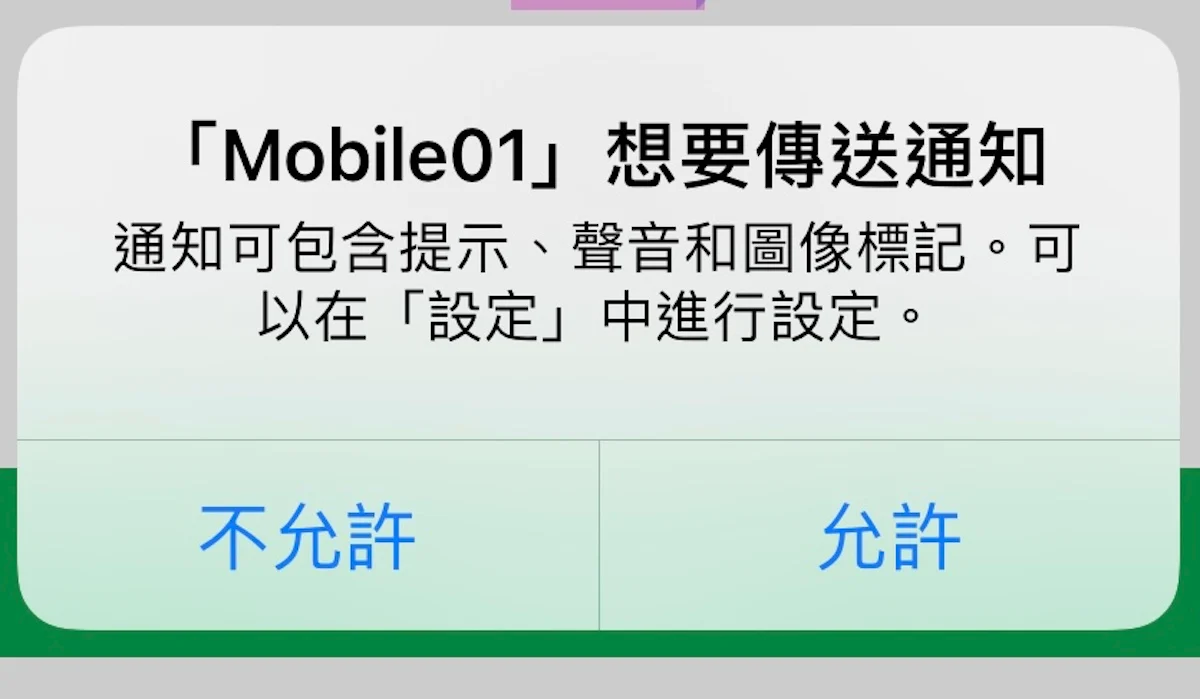 「Mobile01」想要傳送通知
通知可包含提示、聲音和圖像標記。可
以在「設定」中進行設定。
不允許
允許